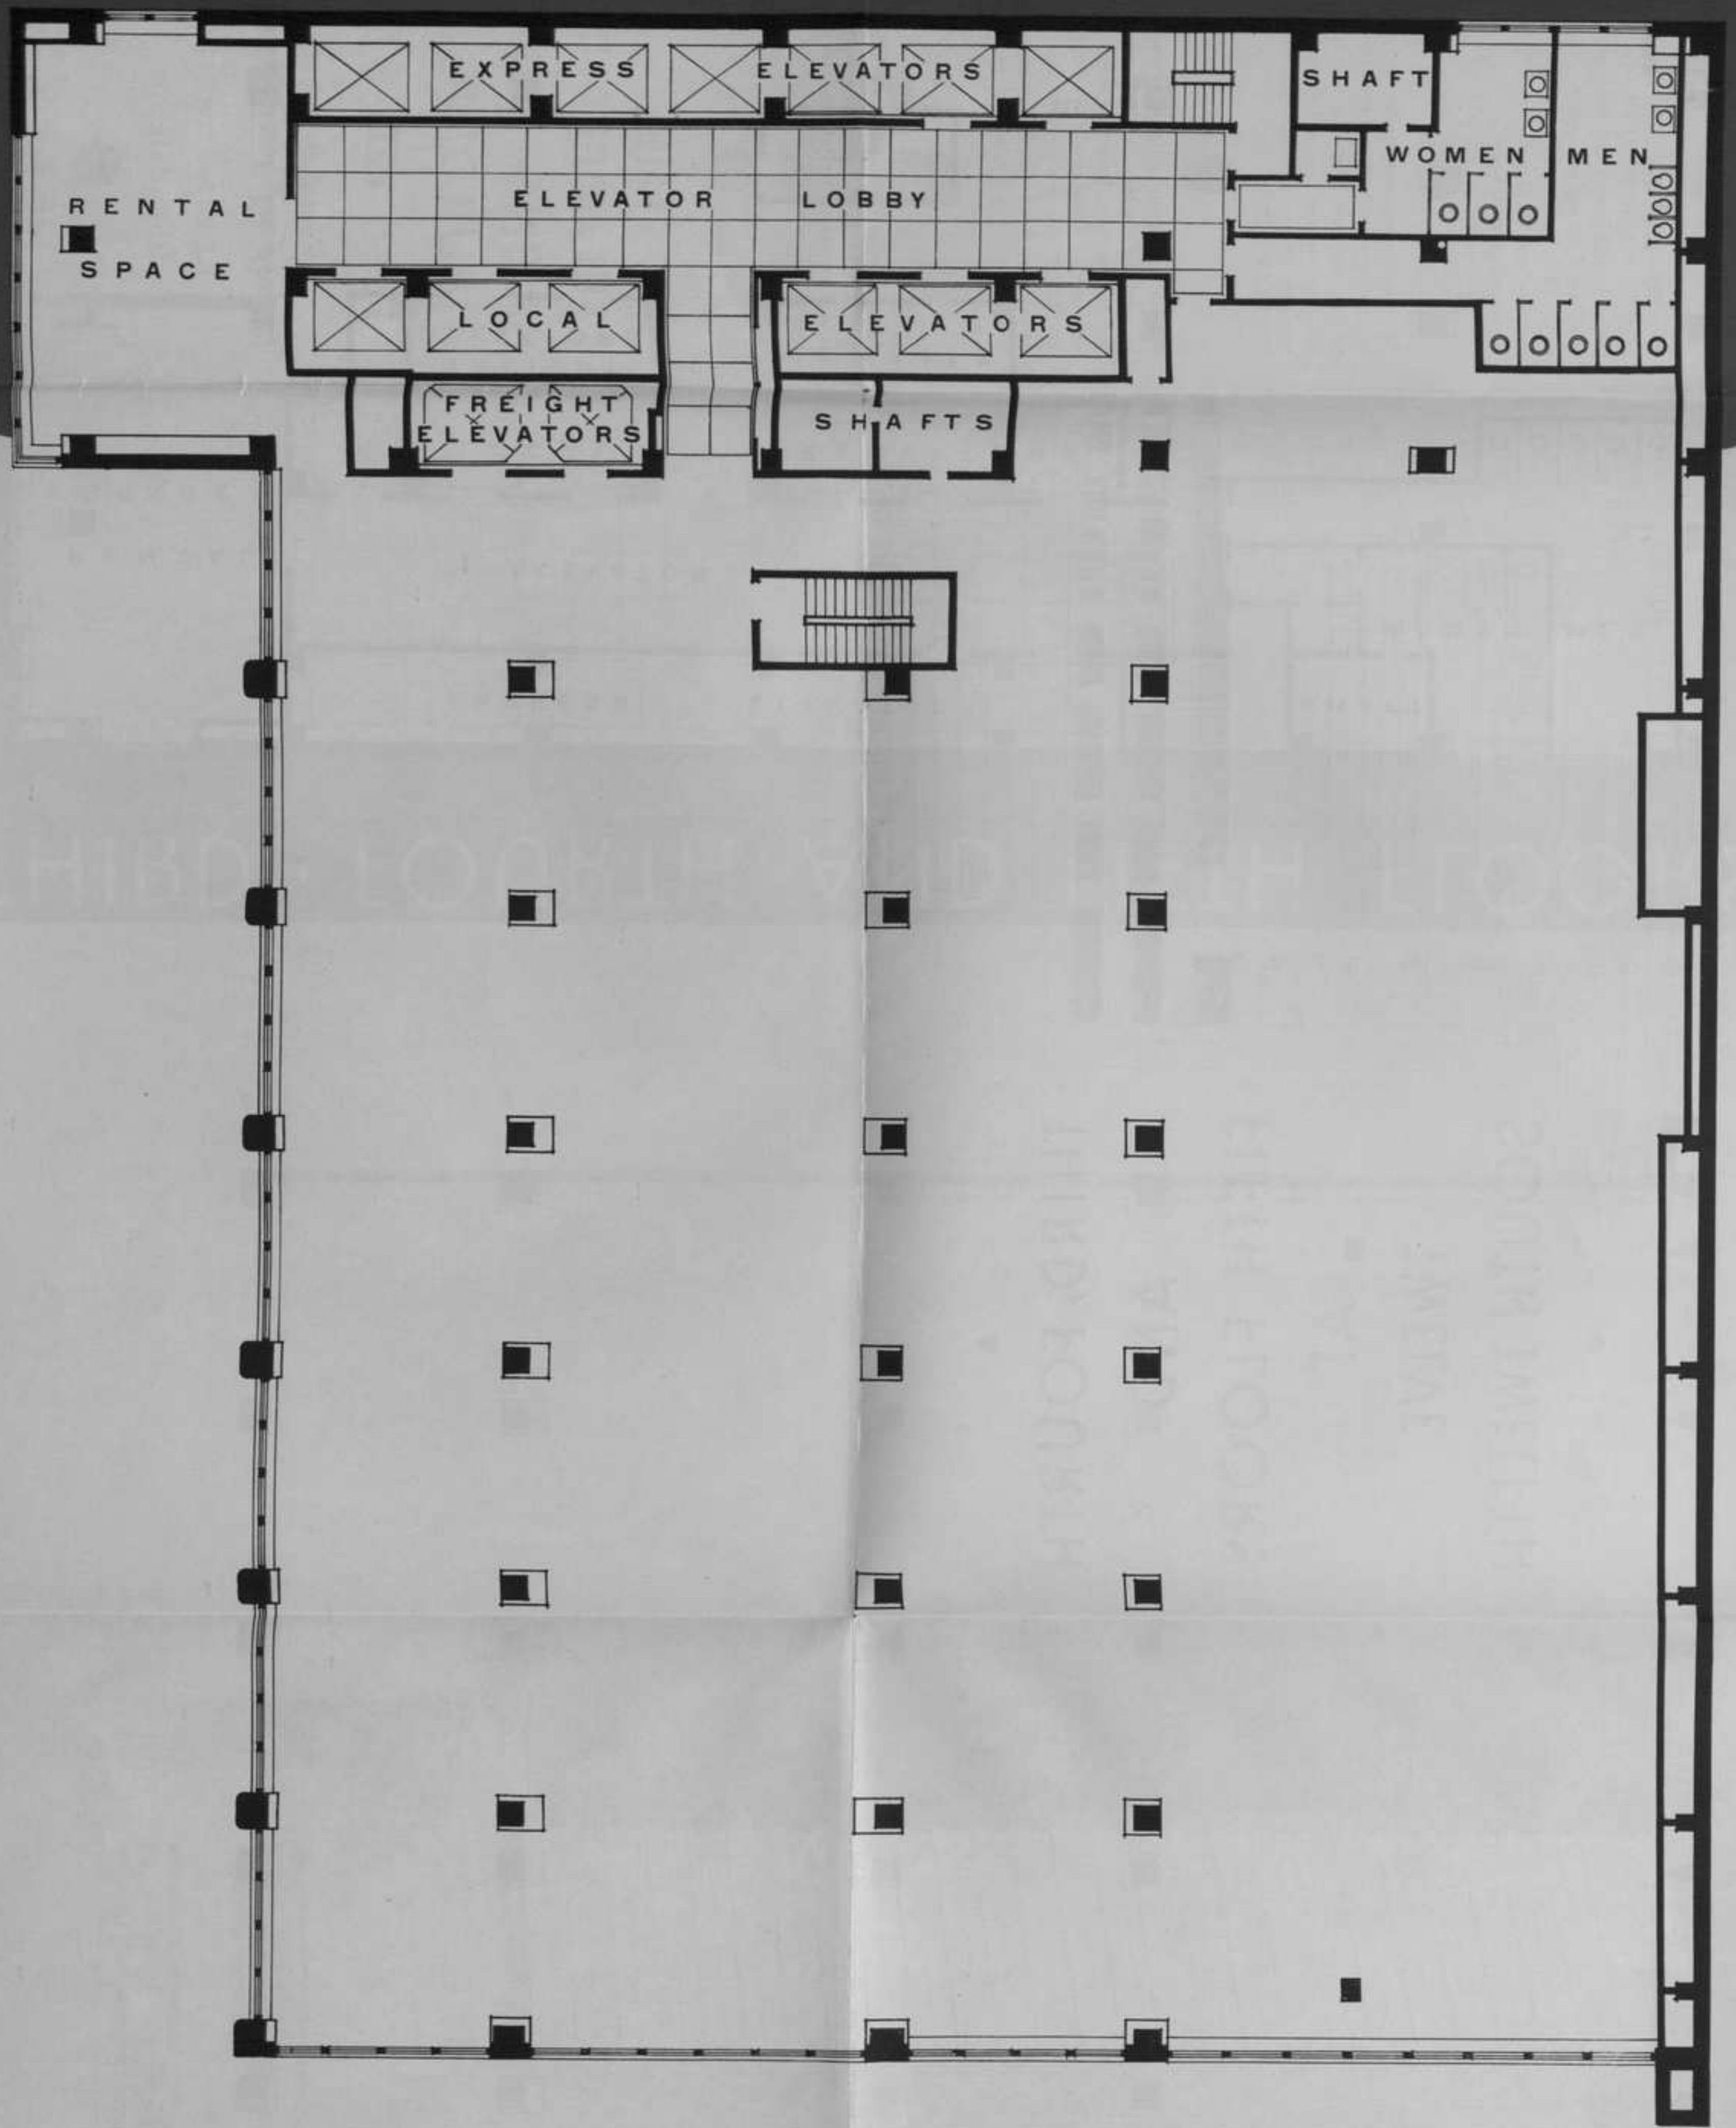 EXPRESS ELEVATORS
SHAFT
WOMEN MEN
ELEVATOR LOBBY
RENTAL
SPACE
LOCAL ELEVATORS
FREIGHT
ELEVATORS
SHAFTS